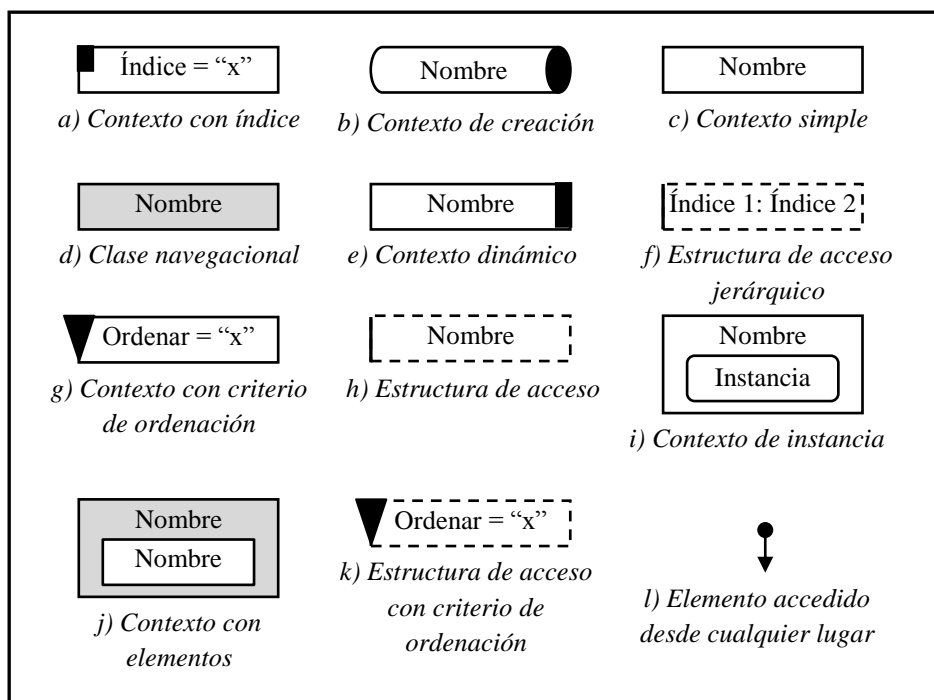 Índice = “x”
a) Contexto con índice
Nombre
b) Contexto de creación
Nombre
c) Contexto simple
Nombre
d) Clase navegacional
Nombre
e) Contexto dinámico
Índice 1: Índice 2
f) Estructura de acceso
jerárquico
Ordenar = “x”
g) Contexto con criterio
de ordenación
Nombre
h) Estructura de acceso
Nombre
Instancia
i) Contexto de instancia
Nombre
Nombre
j) Contexto con
elementos
Ordenar = “x”
k) Estructura de acceso
con criterio de
ordenación
l) Elemento accedido
desde cualquier lugar